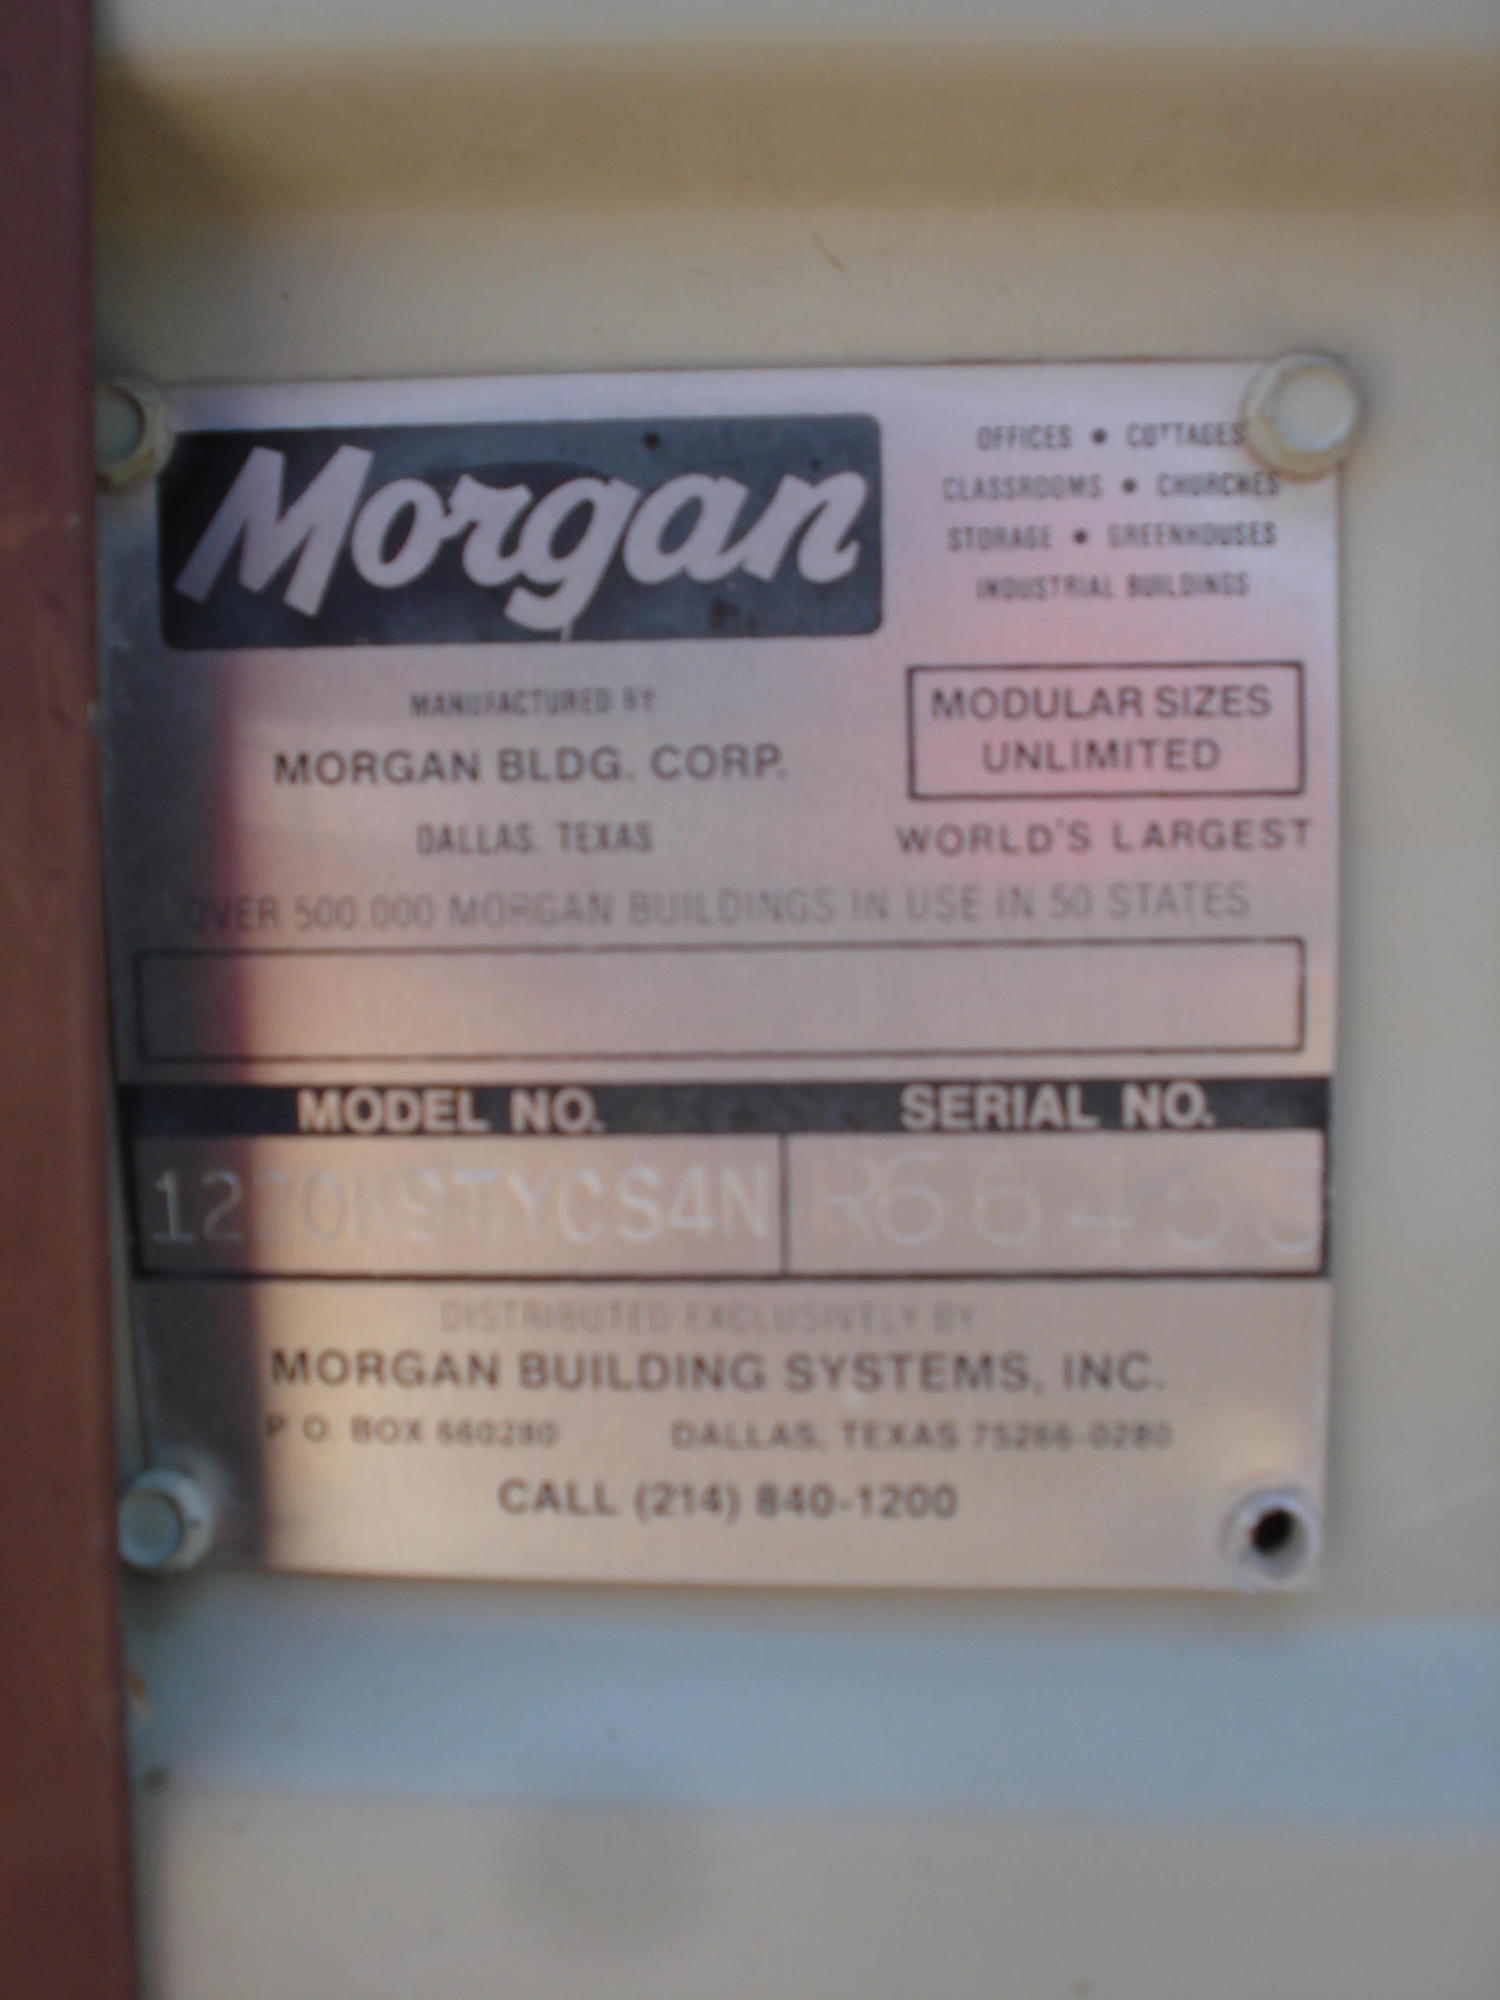 Morgan
OFFICES • COTTAGES
CLASSROOMS • CHURCHES
STORAGE • GREENHOUSES
INDUSTRIAL BUILDINGS
MANUFACTURED BY:
MORGAN BLDG. CORP.
DALLAS, TEXAS
MODULAR SIZES
UNLIMITED
WORLD'S LARGEST
OVER 500,000 MORGAN BUILDINGS IN USE IN 50 STATES
MODEL NO. SERIAL NO.
1220K9TYCS4N
DISTRIBUTED EXCLUSIVELY BY
MORGAN BUILDING SYSTEMS, INC.
P.O. BOX 660280 DALLAS, TEXAS 75266-0280
CALL (214) 840-1200